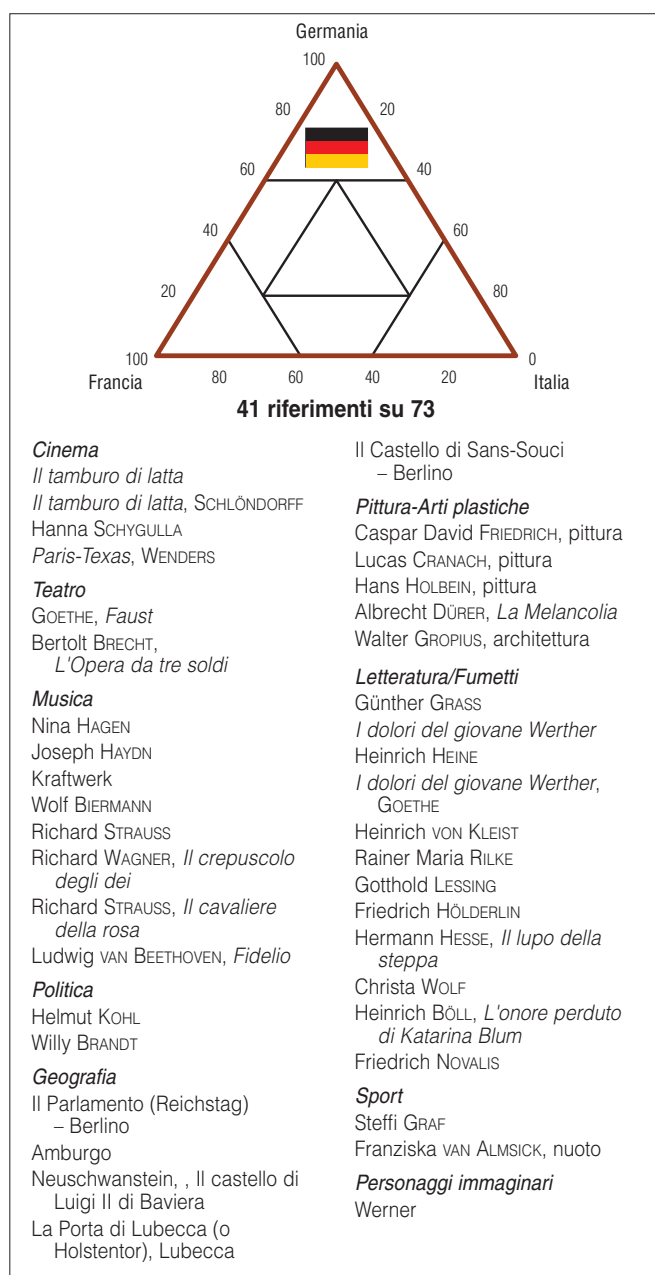 Germania
100
80
20
60
40
40
60
20
80
100
0
Francia
80
60
40
20
Italia
41 riferimenti su 73
Cinema
Il tamburo di latta
Il tamburo di latta, SCHLÖNDORFF
Hanna SCHYGULLA
Paris-Texas, WENDERS
Teatro
GOETHE, Faust
Bertolt BRECHT,
L'Opera da tre soldi
Musica
Nina HAGEN
Joseph HAYDN
Kraftwerk
Wolf BIERMANN
Richard STRAUSS
Richard WAGNER, Il crepuscolo
degli dei
Richard STRAUSS, Il cavaliere
della rosa
Ludwig VAN BEETHOVEN, Fidelio
Politica
Helmut KOHL
Willy BRANDT
Geografia
Il Parlamento (Reichstag)
– Berlino
Amburgo
Neuschwanstein, , Il castello di
Luigi II di Baviera
La Porta di Lubecca (o
Holstentor), Lubecca
Il Castello di Sans-Souci
– Berlino
Pittura-Arti plastiche
Caspar David FRIEDRICH, pittura
Lucas CRANACH, pittura
Hans HOLBEIN, pittura
Albrecht DÜRER, La Melancolia
Walter GROPIUS, architettura
Letteratura/Fumetti
Günther GRASS
I dolori del giovane Werther
Heinrich HEINE
I dolori del giovane Werther,
GOETHE
Heinrich VON KLEIST
Rainer Maria RILKE
Gotthold LESSING
Friedrich HÖLDERLIN
Hermann HESSE, Il lupo della
steppa
Christa WOLF
Heinrich BÖLL, L'onore perduto
di Katarina Blum
Friedrich NOVALIS
Sport
Steffi GRAF
Franziska VAN ALMSICK, nuoto
Personaggi immaginari
Werner